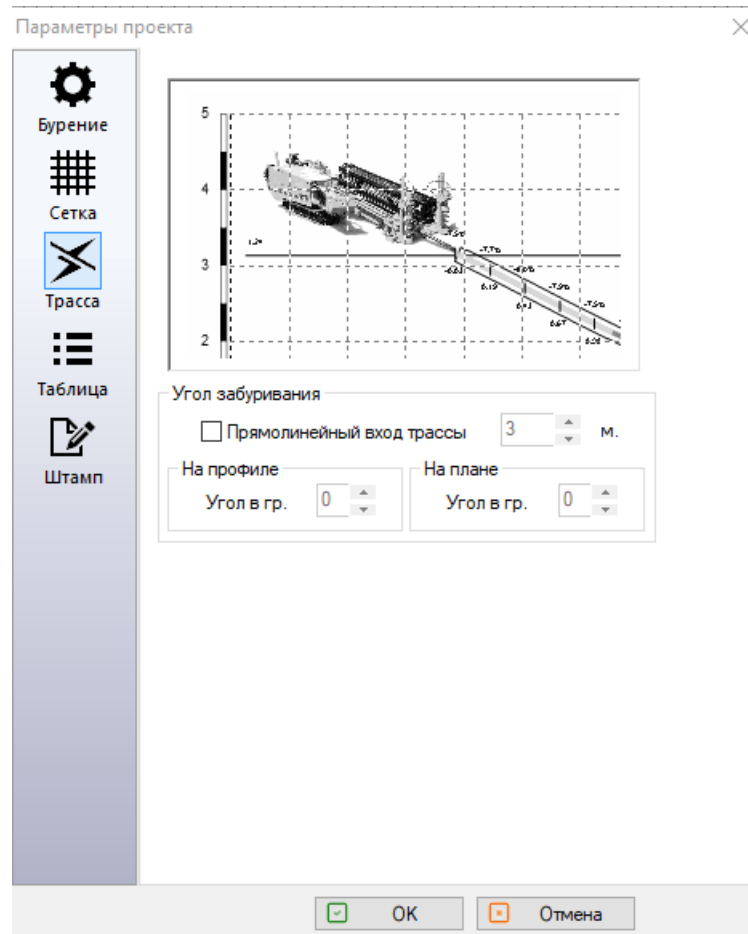 Параметры проекта
Бурение
Сетка
Трасса
Таблица
Штамп
5
4
3
2
Угол забуривания
Прямолинейный вход трассы 3 м.
На профиле
Угол в гр. 0
На плане
Угол в гр. 0
OK
Отмена